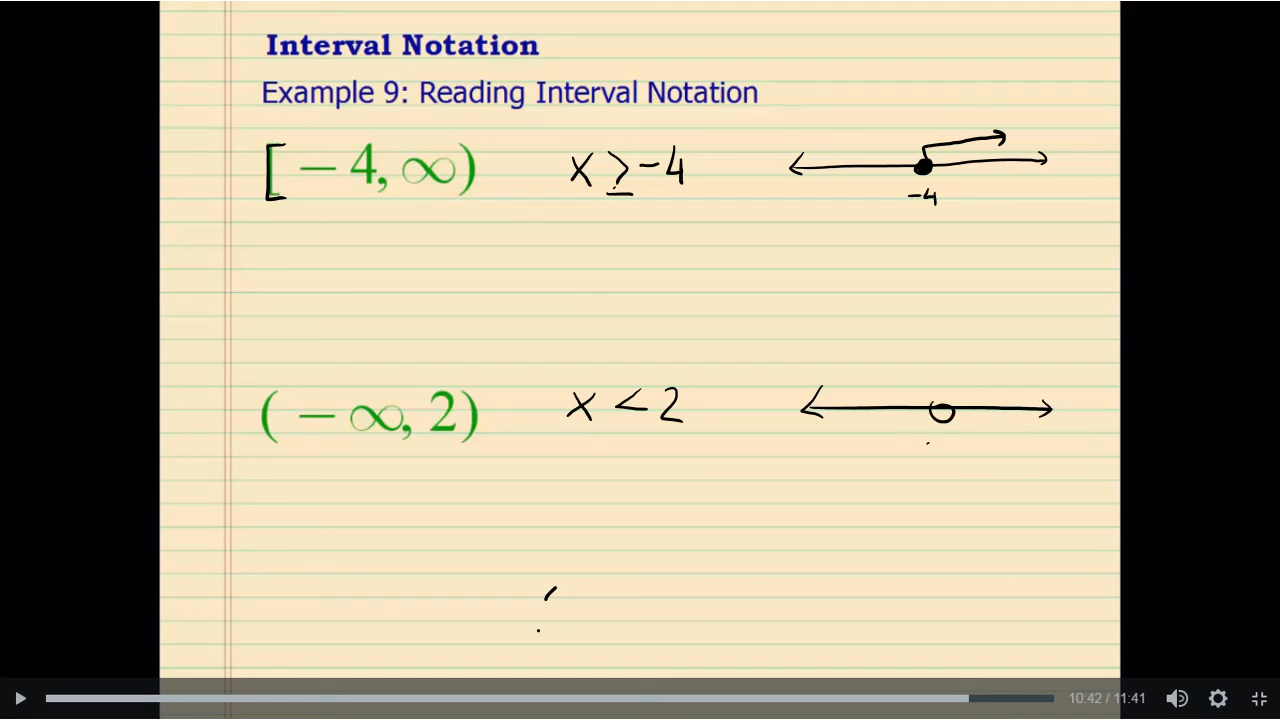 Interval Notation
Example 9: Reading Interval Notation
[ − 4, ∞) x ≥ −4
−4
( − ∞, 2) x < 2
10:42 / 11:41